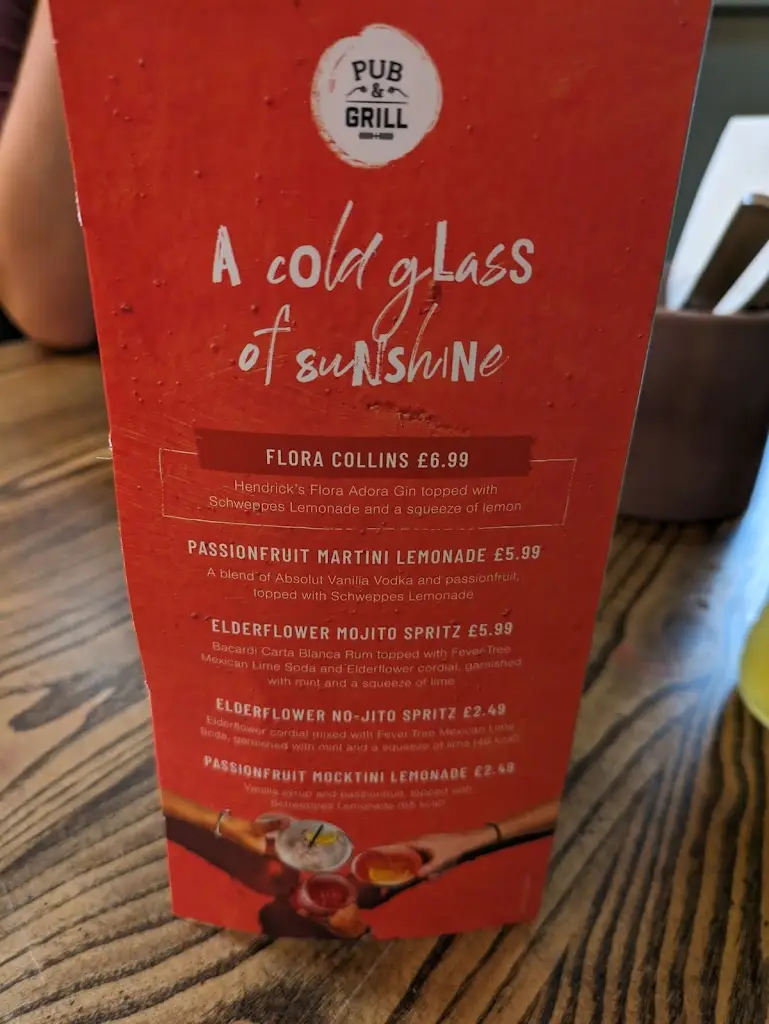 PUB
&
GRILL
A cold glass
of sunshine
FLORA COLLINS £6.99
Hendrick's Flora Adora Gin topped with
Schweppes Lemonade and a squeeze of lemon
PASSIONFRUIT MARTINI LEMONADE £5.99
A blend of Absolut Vanilia Vodka and passionfruit,
topped with Schweppes Lemonade
ELDERFLOWER MOJITO SPRITZ £5.99
Bacardi Carta Blanca Rum topped with Fever-Tree
Mexican Lime Soda and Elderflower cordial, garnished
with mint and a squeeze of lime
ELDERFLOWER NO-JITO SPRITZ £2.49
Elderflower cordial mixed with Fever Tree Mexican Lime
Soda, garnished with mint and a squeeze of lime
PASSIONFRUIT MOCKTINI LEMONADE £2.49
Vanilla syrup and passionfruit, topped with
Schweppes Lemonade